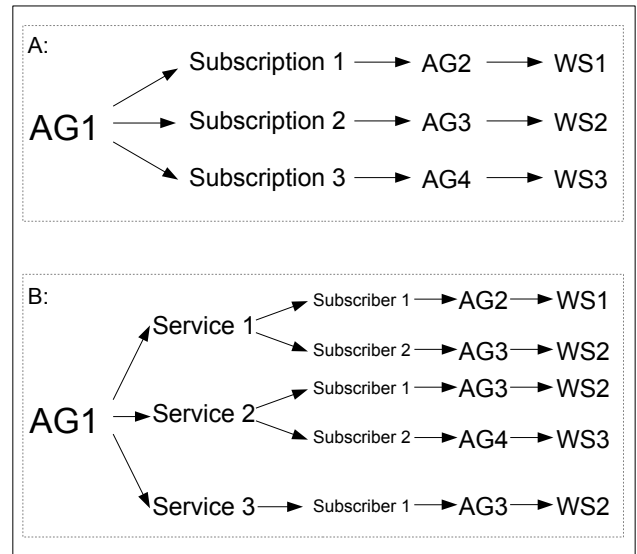 A:
Subscription 1 AG2 WS1
AG1 Subscription 2 AG3 WS2
Subscription 3 AG4 WS3
B:
Subscriber 1 AG2 WS1
Service 1
Subscriber 2 AG3 WS2
Subscriber 1 AG3 WS2
AG1 Service 2
Subscriber 2 AG4 WS3
Service 3 Subscriber 1 AG3 WS2